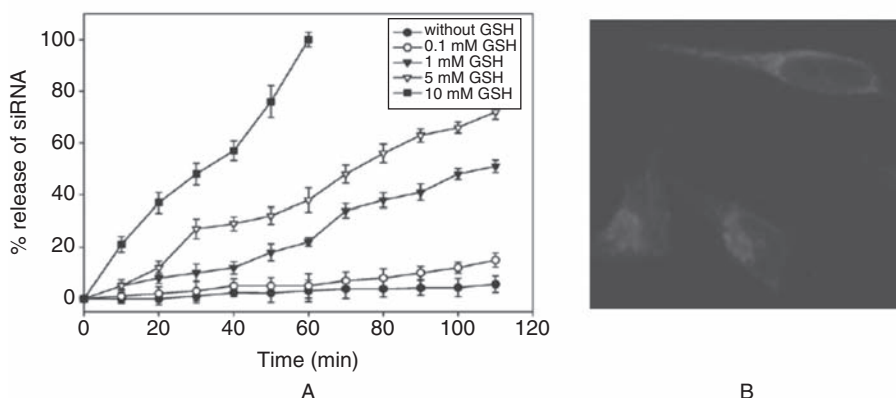 100
80
60
40
20
0
% release of siRNA
without GSH
0.1 mM GSH
1 mM GSH
5 mM GSH
10 mM GSH
0 20 40 60 80 100 120
Time (min)
A B